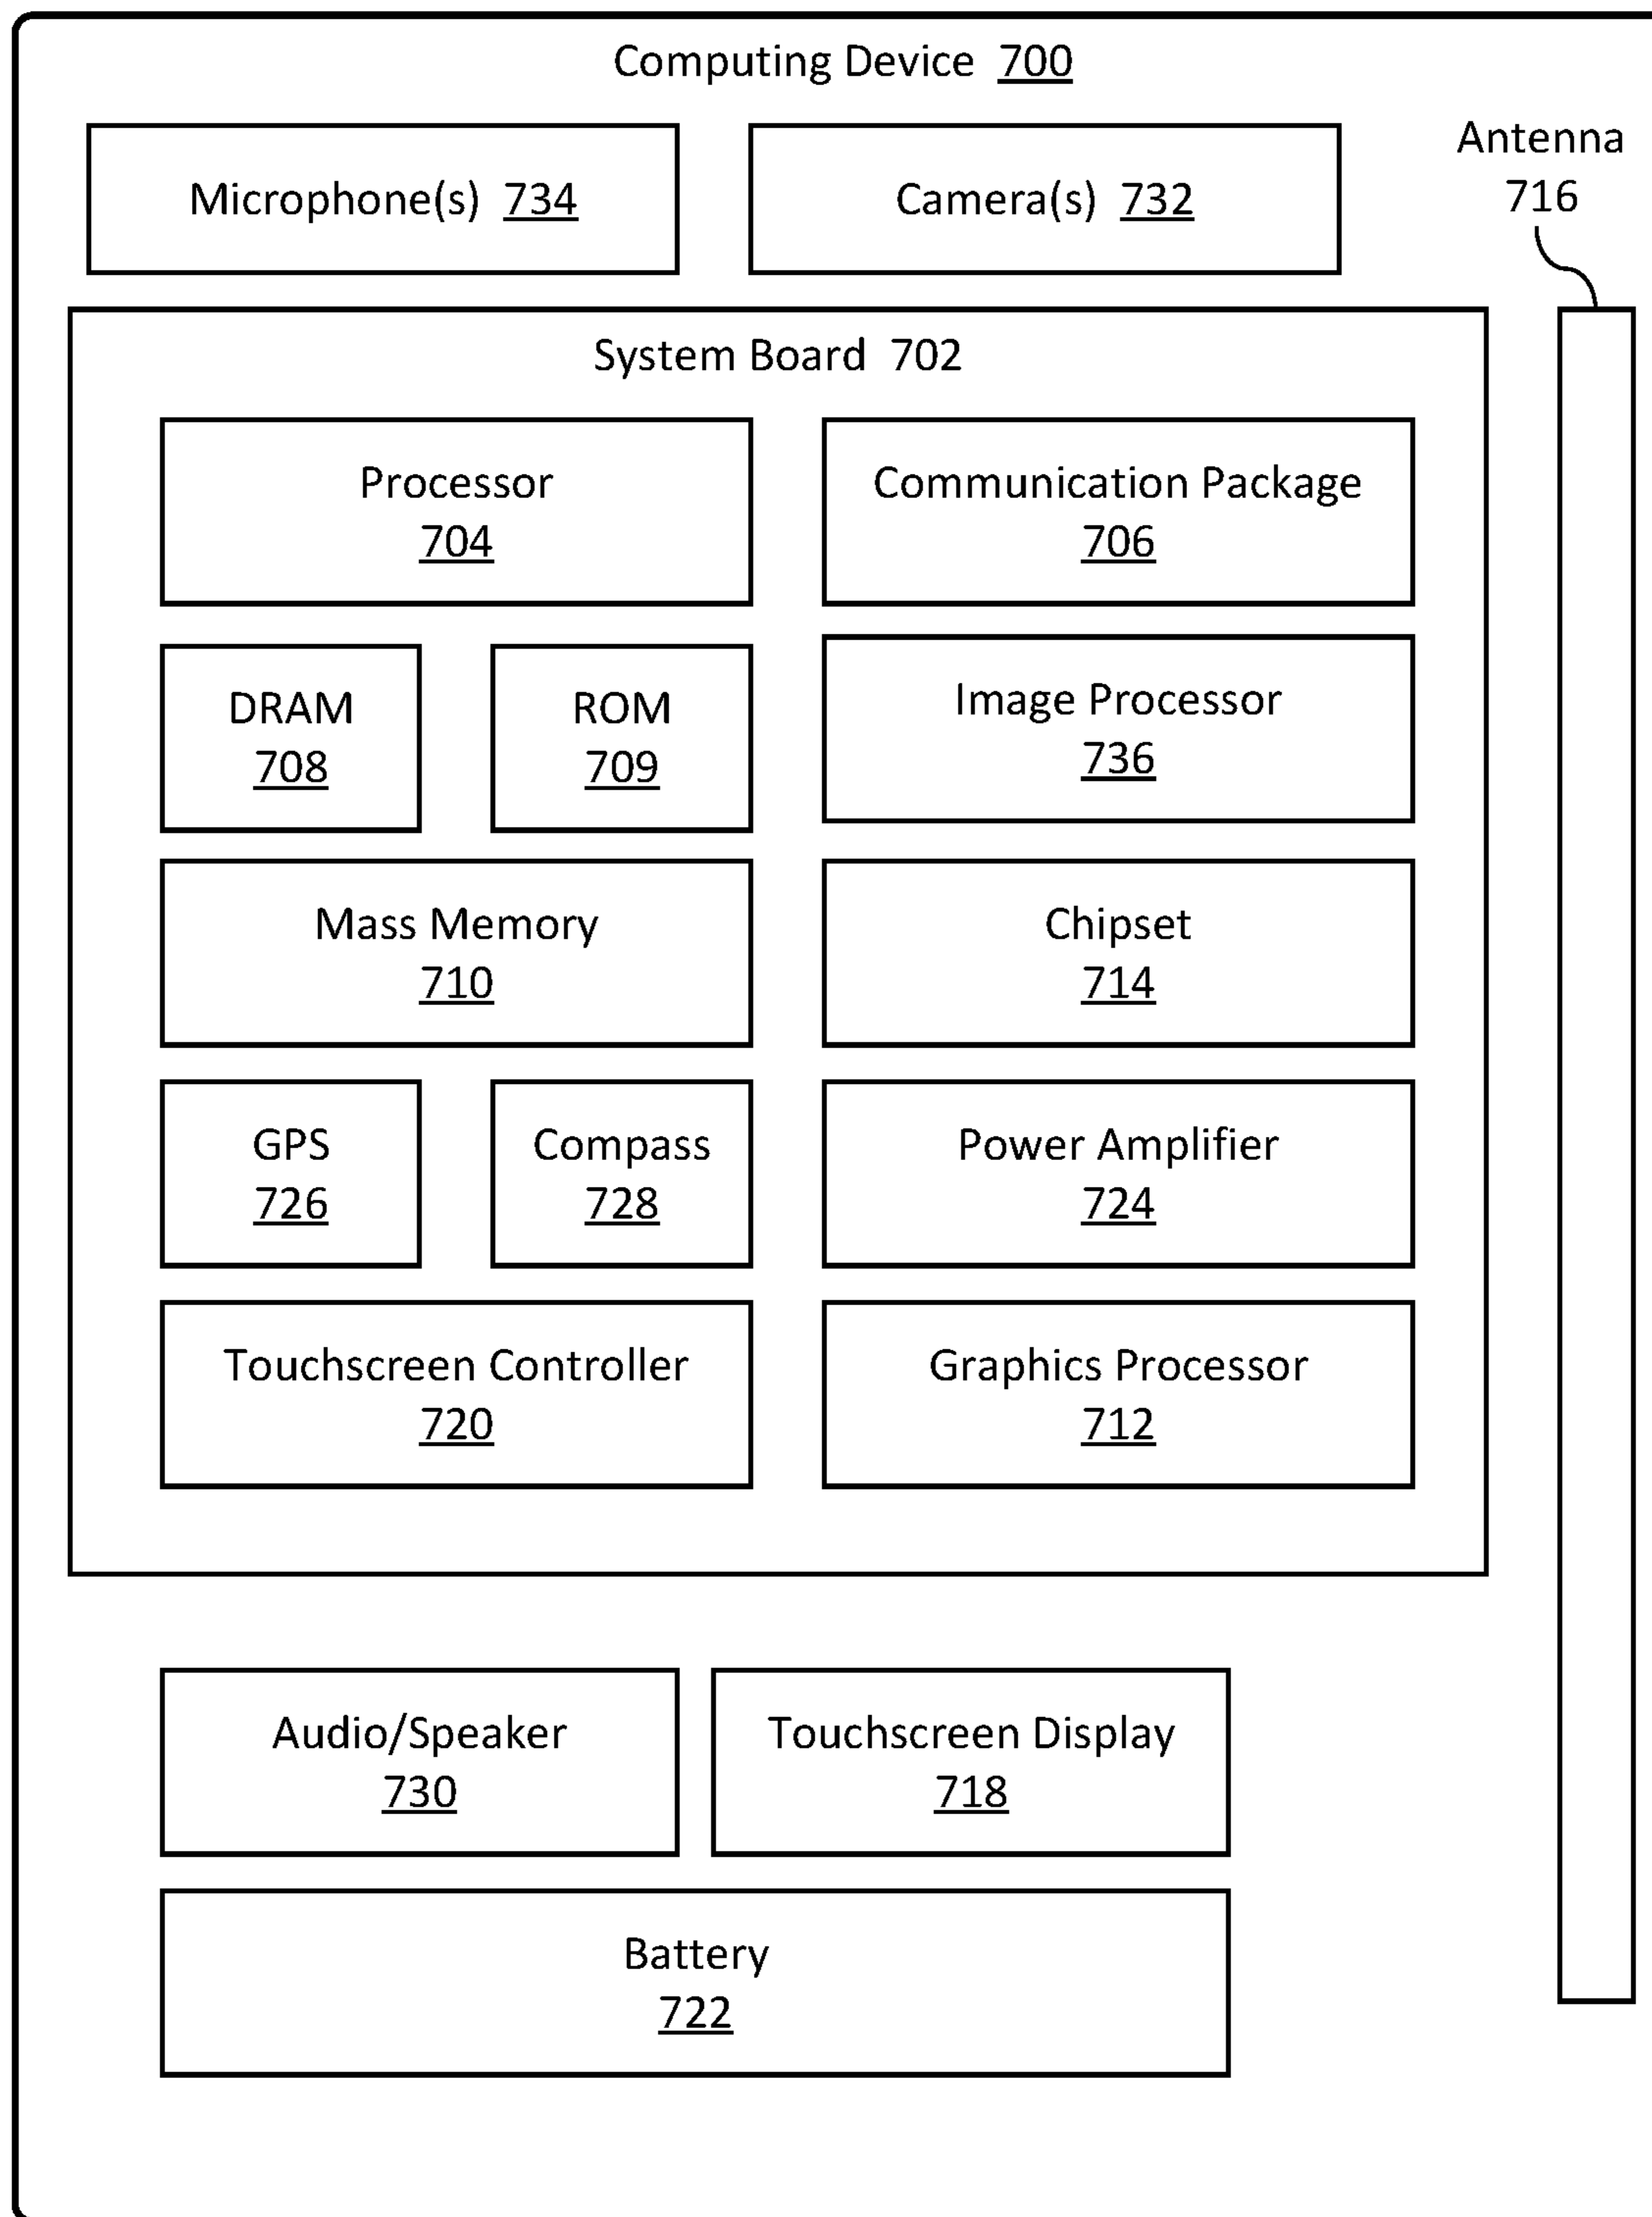 Computing Device 700
Antenna
716
Microphone(s) 734
Camera(s) 732
System Board 702
Processor
704
Communication Package
706
DRAM
708
ROM
709
Image Processor
736
Mass Memory
710
Chipset
714
GPS
726
Compass
728
Power Amplifier
724
Touchscreen Controller
720
Graphics Processor
712
Audio/Speaker
730
Touchscreen Display
718
Battery
722